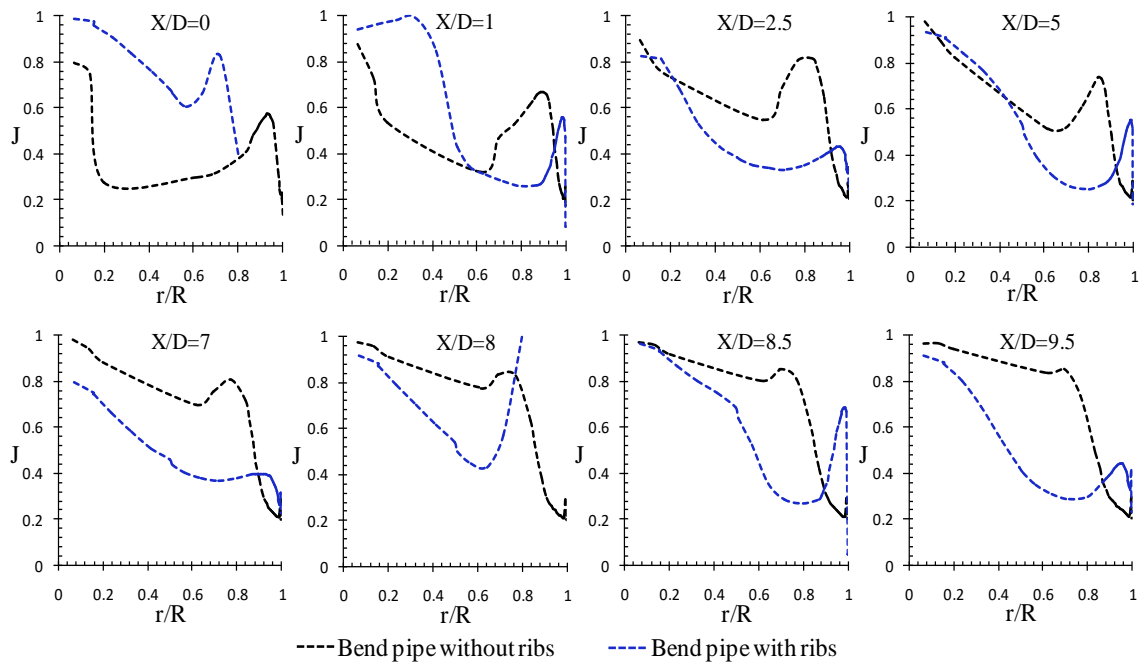 X/D=0 X/D=1 X/D=2.5 X/D=5
1 1 1 1
0.8 0.8 0.8 0.8
0.6 0.6 0.6 0.6
J J J J
0.4 0.4 0.4 0.4
0.2 0.2 0.2 0.2
0 0 0 0
0 0.2 0.4 0.6 0.8 1 0 0.2 0.4 0.6 0.8 1 0 0.2 0.4 0.6 0.8 1 0 0.2 0.4 0.6 0.8 1
r/R r/R r/R r/R
X/D=7 X/D=8 X/D=8.5 X/D=9.5
1 1 1 1
0.8 0.8 0.8 0.8
0.6 0.6 0.6 0.6
J J J J
0.4 0.4 0.4 0.4
0.2 0.2 0.2 0.2
0 0 0 0
0 0.2 0.4 0.6 0.8 1 0 0.2 0.4 0.6 0.8 1 0 0.2 0.4 0.6 0.8 1 0 0.2 0.4 0.6 0.8 1
r/R r/R r/R r/R
Bend pipe without ribs Bend pipe with ribs